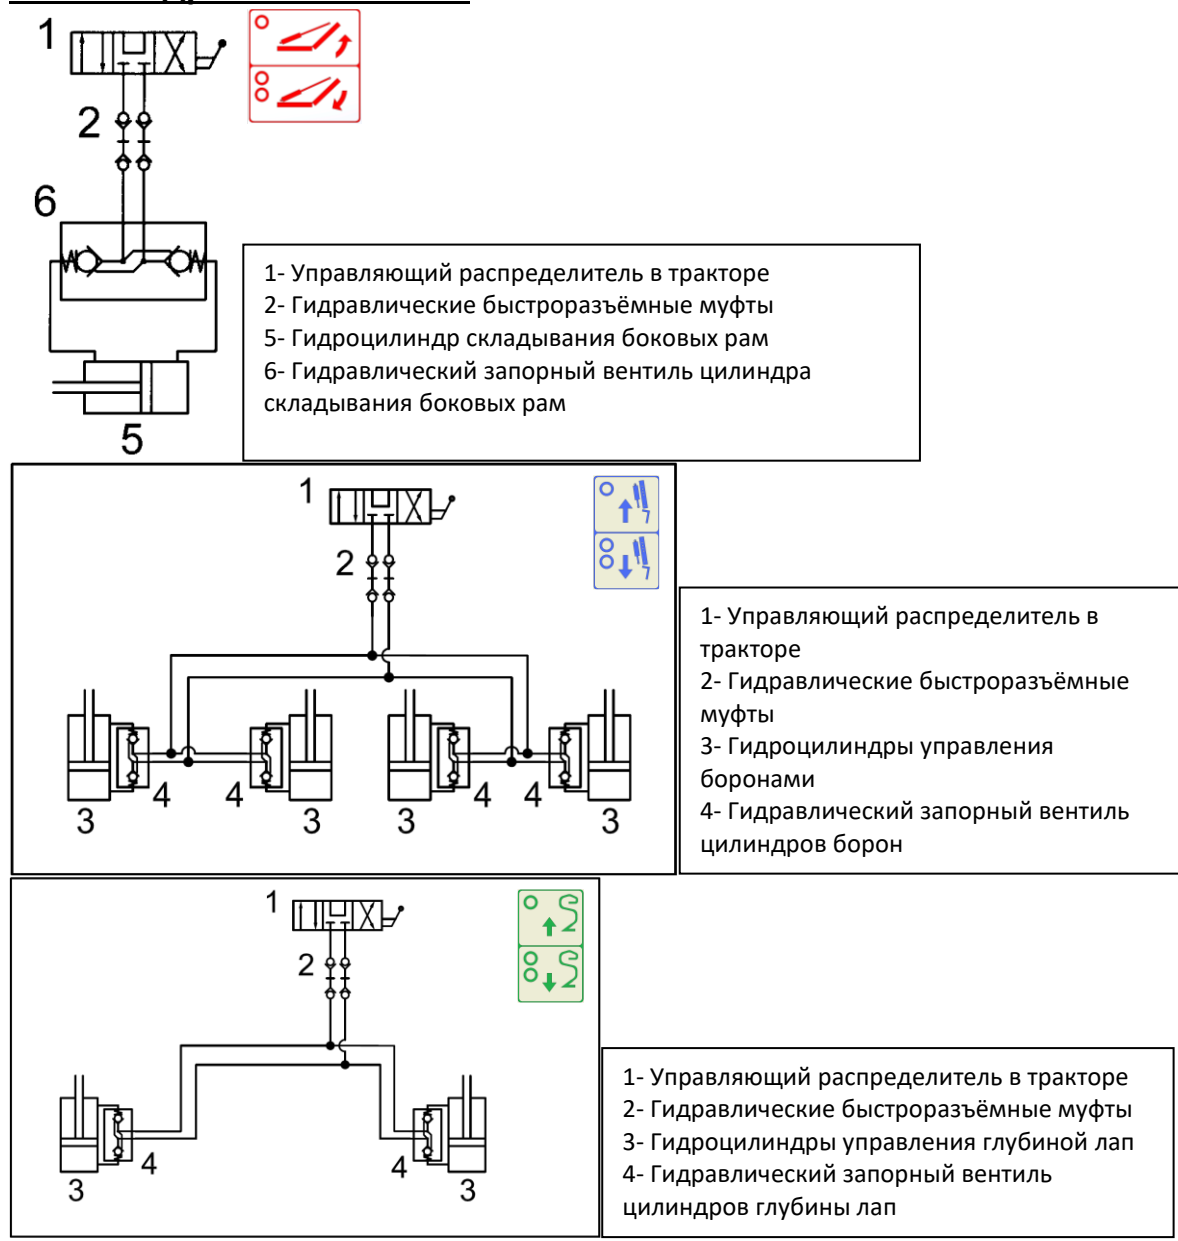 1
2
6
5
1- Управляющий распределитель в тракторе
2- Гидравлические быстроразъёмные муфты
5- Гидроцилиндр складывания боковых рам
6- Гидравлический запорный вентиль цилиндра
складывания боковых рам
1
2
4 4 4 4
3 3 3 3
1- Управляющий распределитель в
тракторе
2- Гидравлические быстроразъёмные
муфты
3- Гидроцилиндры управления
боронами
4- Гидравлический запорный вентиль
цилиндров борон
1
2
4 4
3 3
1- Управляющий распределитель в тракторе
2- Гидравлические быстроразъёмные муфты
3- Гидроцилиндры управления глубиной лап
4- Гидравлический запорный вентиль
цилиндров глубины лап